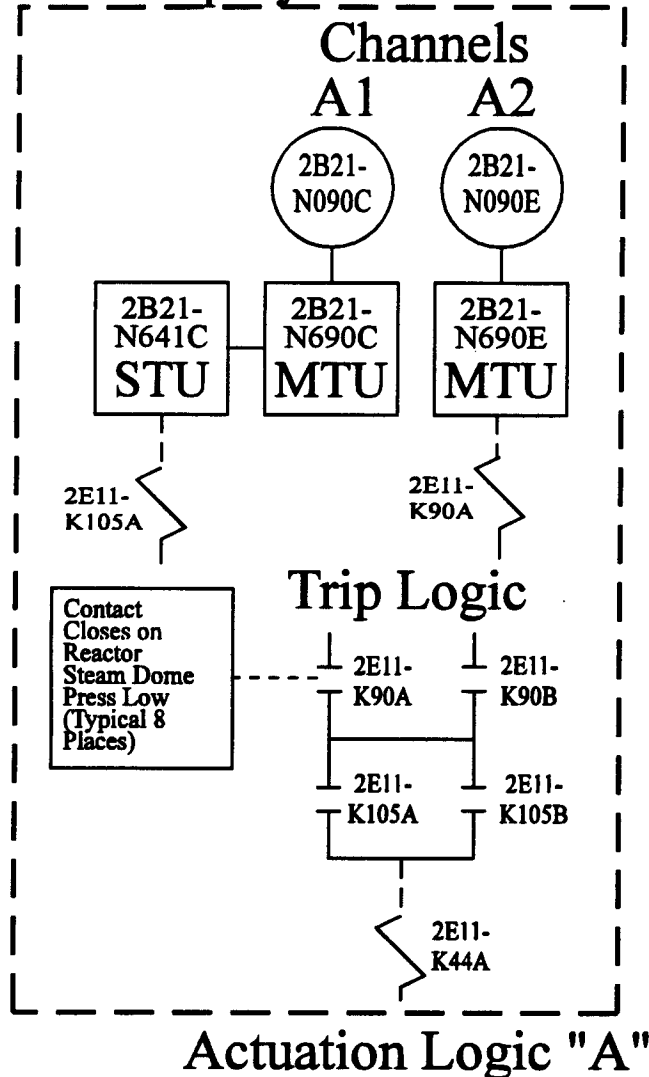 Channels
A1
A2
2B21-
N090C
2B21-
N090E
2B21-
N641C
STU
2B21-
N690C
MTU
2B21-
N690E
MTU
2E11-
K105A
2E11-
K90A
Trip Logic
Contact
Closes on
Reactor
Steam Dome
Press Low
(Typical 8
Places)
2E11-
K90A
2E11-
K90B
2E11-
K105A
2E11-
K105B
2E11-
K44A
Actuation Logic "A"